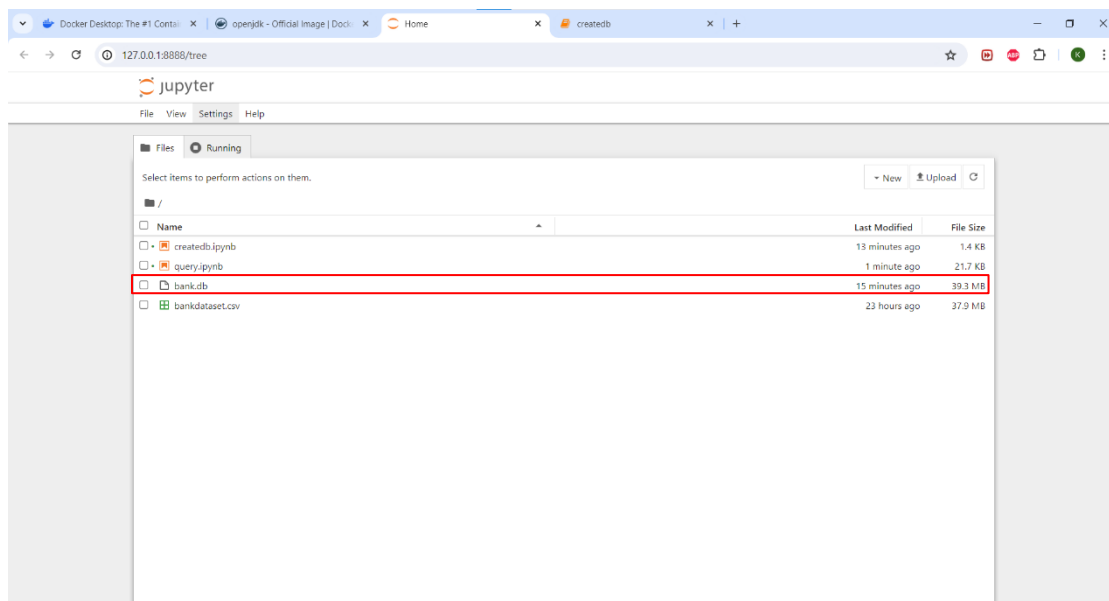 Docker Desktop: The #1 Contai openjdk - Official Image | Dock Home createdb
127.0.0.1:8888/tree ABP K
jupyter
File View Settings Help
Files Running
Select items to perform actions on them. New Upload
/
Name Last Modified File Size
createdb.ipynb 13 minutes ago 1.4 KB
query.ipynb 1 minute ago 21.7 KB
bank.db 15 minutes ago 39.3 MB
bankdataset.csv 23 hours ago 37.9 MB